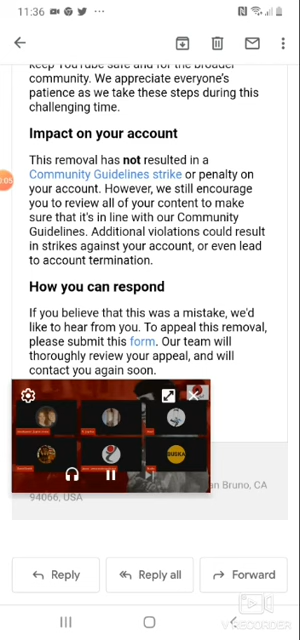 11:36
keep YouTube safe and for the broader
community. We appreciate everyone's
patience as we take these steps during this
challenging time.
Impact on your account
This removal has not resulted in a
Community Guidelines strike or penalty on
your account. However, we still encourage
you to review all of your content to make
sure that it's in line with our Community
Guidelines. Additional violations could result
in strikes against your account, or even lead
to account termination.
How you can respond
If you believe that this was a mistake, we'd
like to hear from you. To appeal this removal,
please submit this form. Our team will
thoroughly review your appeal, and will
contact you again soon.
an Bruno, CA
94066, USA
Reply
Reply all
Forward
RECORDER